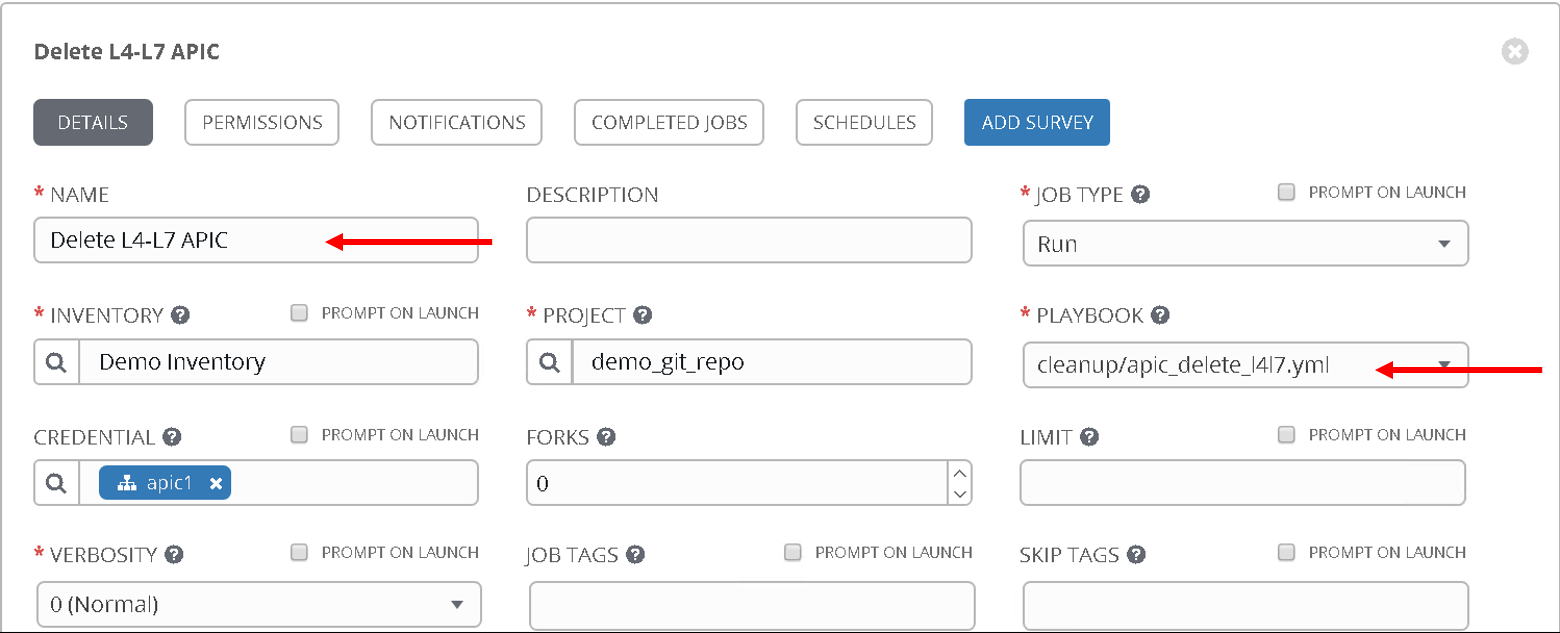 Delete L4-L7 APIC
DETAILS PERMISSIONS NOTIFICATIONS COMPLETED JOBS SCHEDULES ADD SURVEY
* NAME DESCRIPTION * JOB TYPE ? PROMPT ON LAUNCH
Delete L4-L7 APIC Run
* INVENTORY ? PROMPT ON LAUNCH * PROJECT ? * PLAYBOOK ?
Demo Inventory demo_git_repo cleanup/apic_delete_l4l7.yml
CREDENTIAL ? PROMPT ON LAUNCH FORKS ? LIMIT ? PROMPT ON LAUNCH
apic1 × 0
* VERBOSITY ? PROMPT ON LAUNCH JOB TAGS ? PROMPT ON LAUNCH SKIP TAGS ? PROMPT ON LAUNCH
0 (Normal)